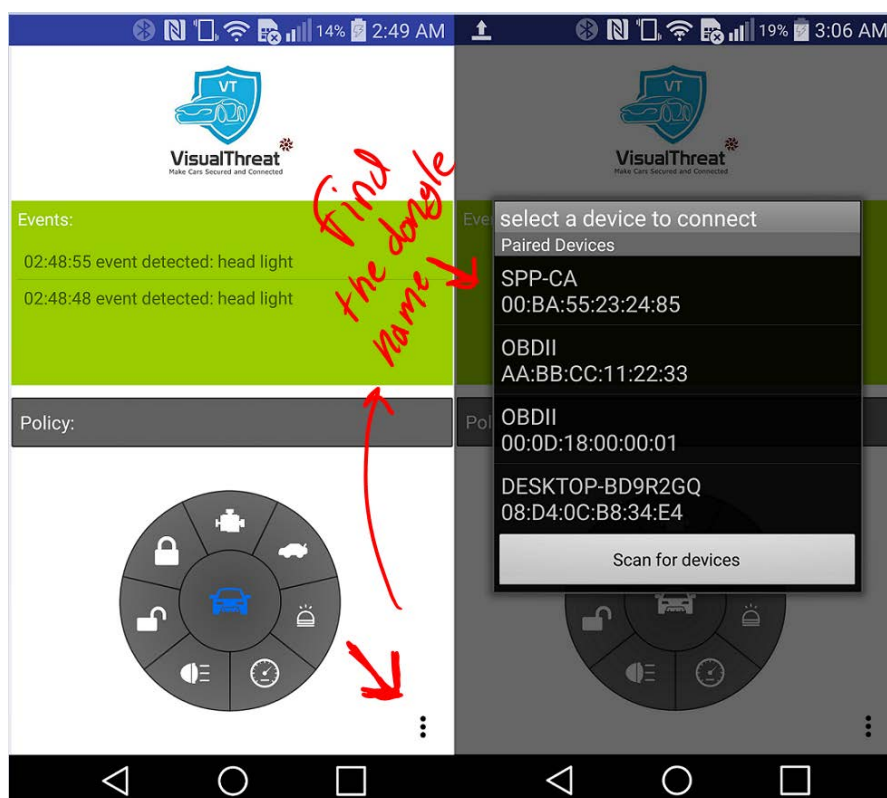 14% 2:49 AM
VT
VisualThreat
Make Cars Secured and Connected
Events:
02:48:55 event detected: head light
02:48:48 event detected: head light
Policy:
Find
the dongle
name
19% 3:06 AM
VT
VisualThreat
Make Cars Secured and Connected
Eve
select a device to connect
Paired Devices
SPP-CA
00:BA:55:23:24:85
OBDII
AA:BB:CC:11:22:33
Pol
OBDII
00:0D:18:00:00:01
DESKTOP-BD9R2GQ
08:D4:0C:B8:34:E4
Scan for devices